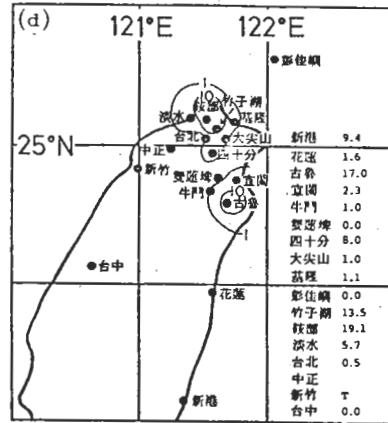 (d)
121°E
122°E
彭佳嶼
竹子湖
鞍部
淡水
基隆
台北
大尖山
25°N
中正
四十分
新竹
雙連埤
宜蘭
牛鬥
古魯
台中
花蓮
新港
1
10
10
1
新港 9.4
花蓮 1.6
古魯 17.0
宜蘭 2.3
牛鬥 1.0
雙連埤 0.0
四十分 8.0
大尖山 1.0
基隆 1.1
彭佳嶼 0.0
竹子湖 13.5
鞍部 19.1
淡水 5.7
台北 0.5
中正
新竹 T
台中 0.0